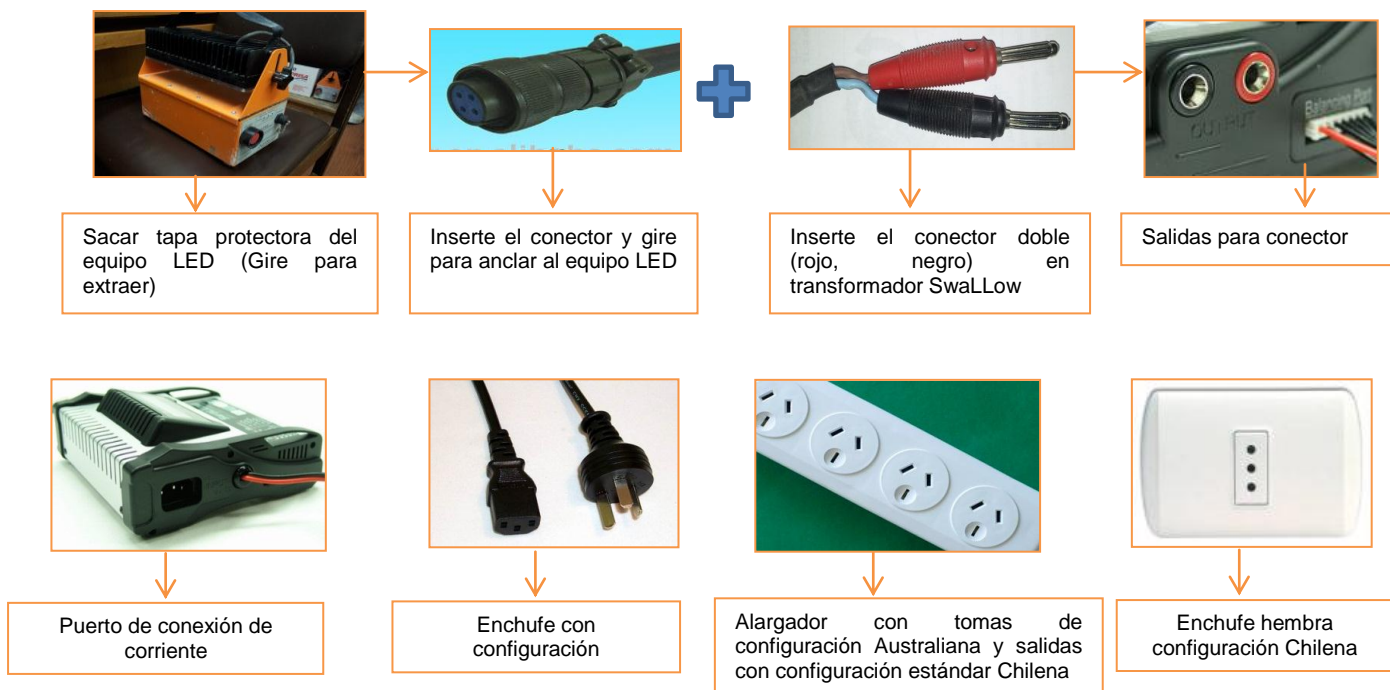 OUTPUT
Balancing Port
Sacar tapa protectora del
equipo LED (Gire para
extraer)
Inserte el conector y gire
para anclar al equipo LED
Inserte el conector doble
(rojo, negro) en
transformador SwaLLow
Salidas para conector
Puerto de conexión de
corriente
Enchufe con
configuración
Alargador con tomas de
configuración Australiana y salidas
con configuración estándar Chilena
Enchufe hembra
configuración Chilena